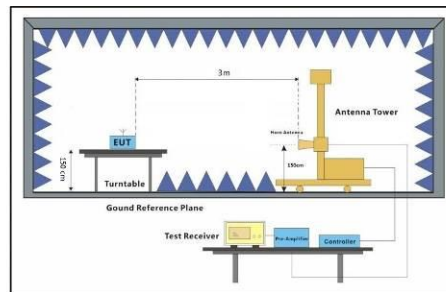 3m
Antenna Tower
Horn Antenna
EUT
150 cm
150cm
Turntable
Gound Reference Plane
Test Receiver
Pre-Amplifier
Controller